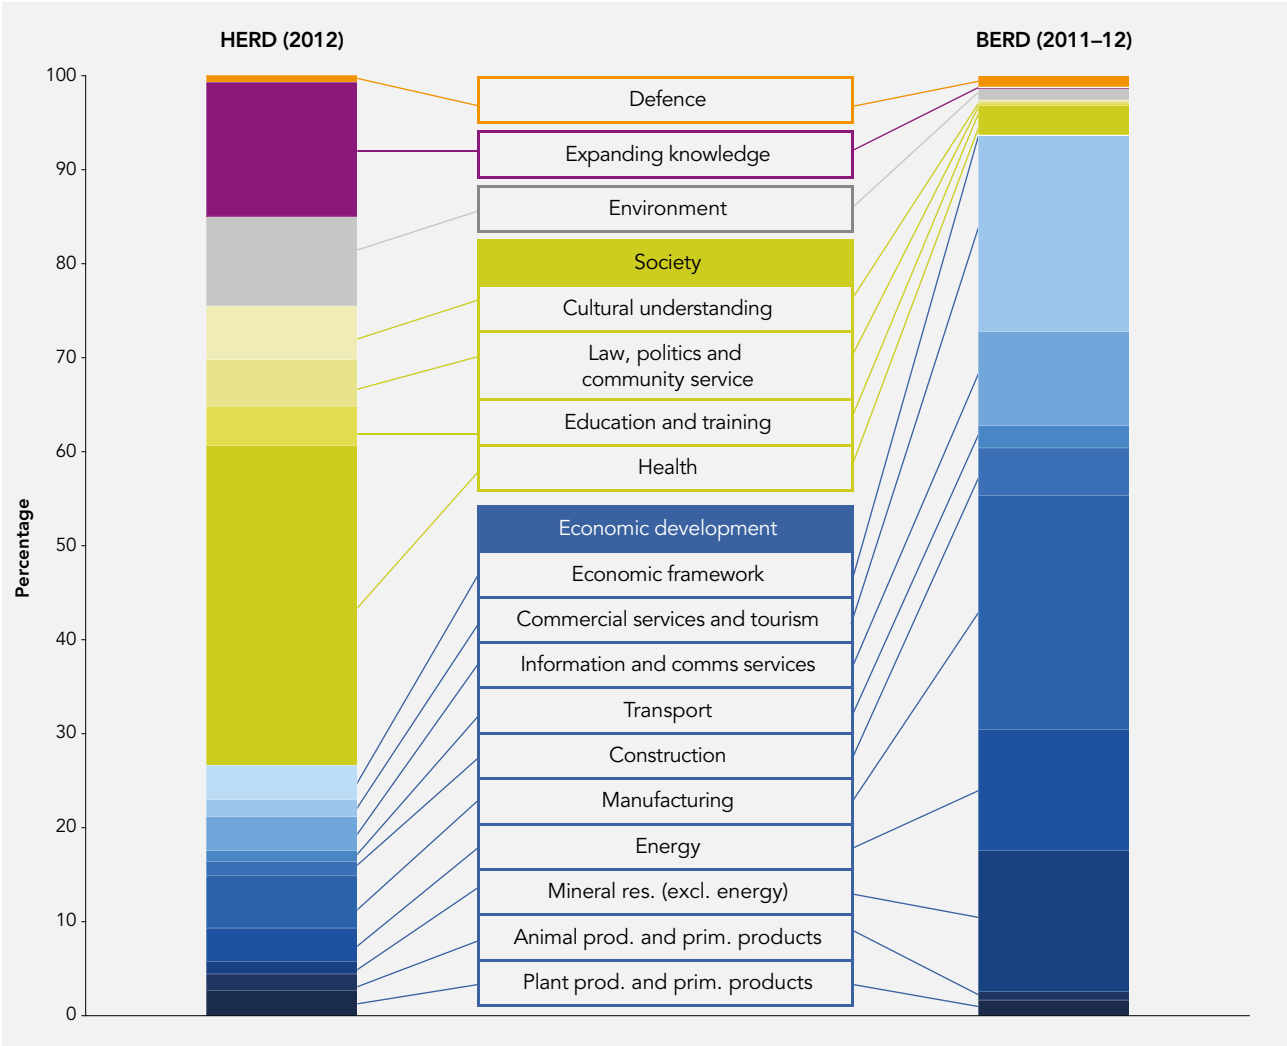 HERD (2012)
BERD (2011–12)
100
90
80
70
60
50
40
30
20
10
0
Percentage
Defence
Expanding knowledge
Environment
Society
Cultural understanding
Law, politics and
community service
Education and training
Health
Economic development
Economic framework
Commercial services and tourism
Information and comms services
Transport
Construction
Manufacturing
Energy
Mineral res. (excl. energy)
Animal prod. and prim. products
Plant prod. and prim. products